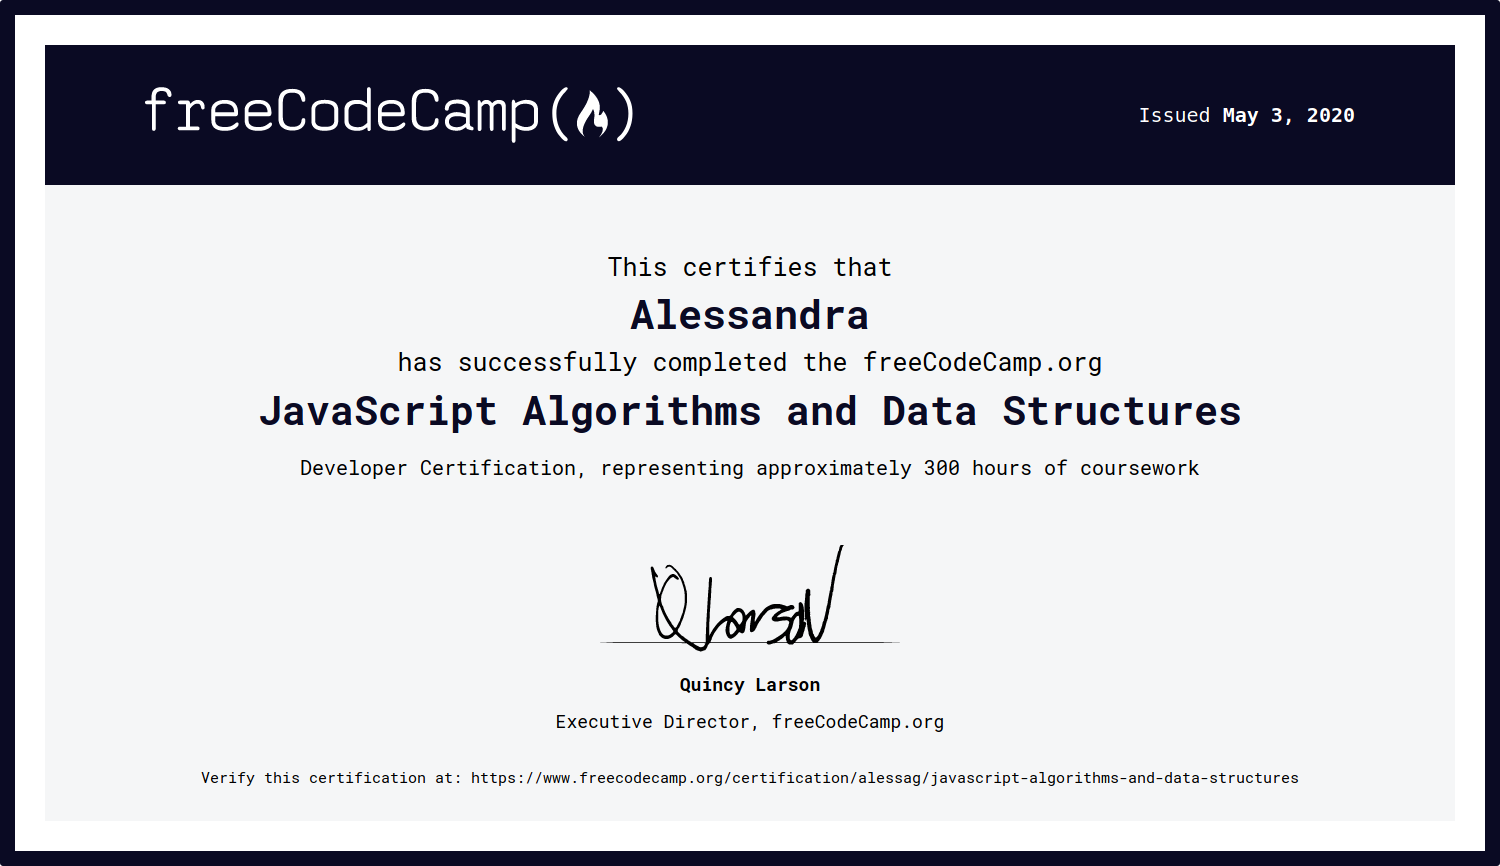 freeCodeCamp(🔥)
Issued May 3, 2020
This certifies that
Alessandra
has successfully completed the freeCodeCamp.org
JavaScript Algorithms and Data Structures
Developer Certification, representing approximately 300 hours of coursework
Q Larson
Quincy Larson
Executive Director, freeCodeCamp.org
Verify this certification at: https://www.freecodecamp.org/certification/alessag/javascript-algorithms-and-data-structures